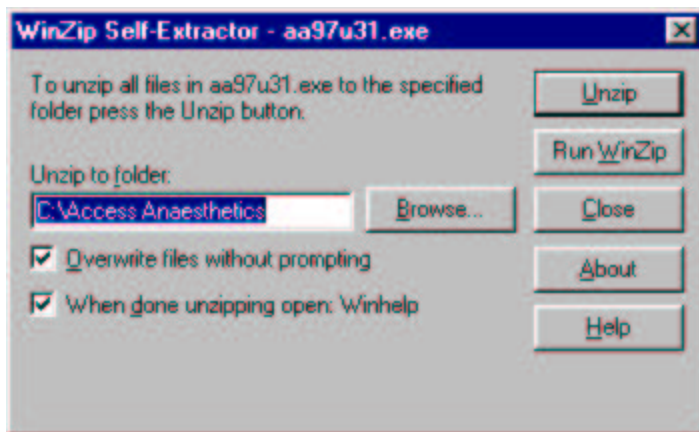 WinZip Self-Extractor - aa97u31.exe
To unzip all files in aa97u31.exe to the specified
folder press the Unzip button.
Unzip to folder:
C:\Access Anaesthetics
Browse...
Overwrite files without prompting
When done unzipping open: Winhelp
Unzip
Run WinZip
Close
About
Help